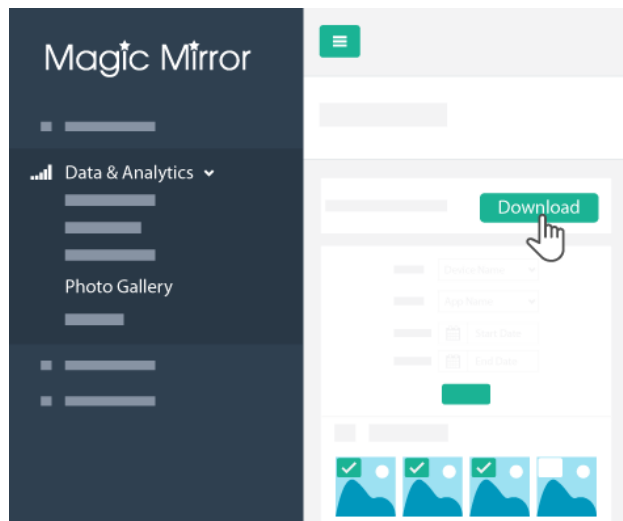 Magic Mirror
Data & Analytics
Photo Gallery
Download
Device Name
App Name
Start Date
End Date